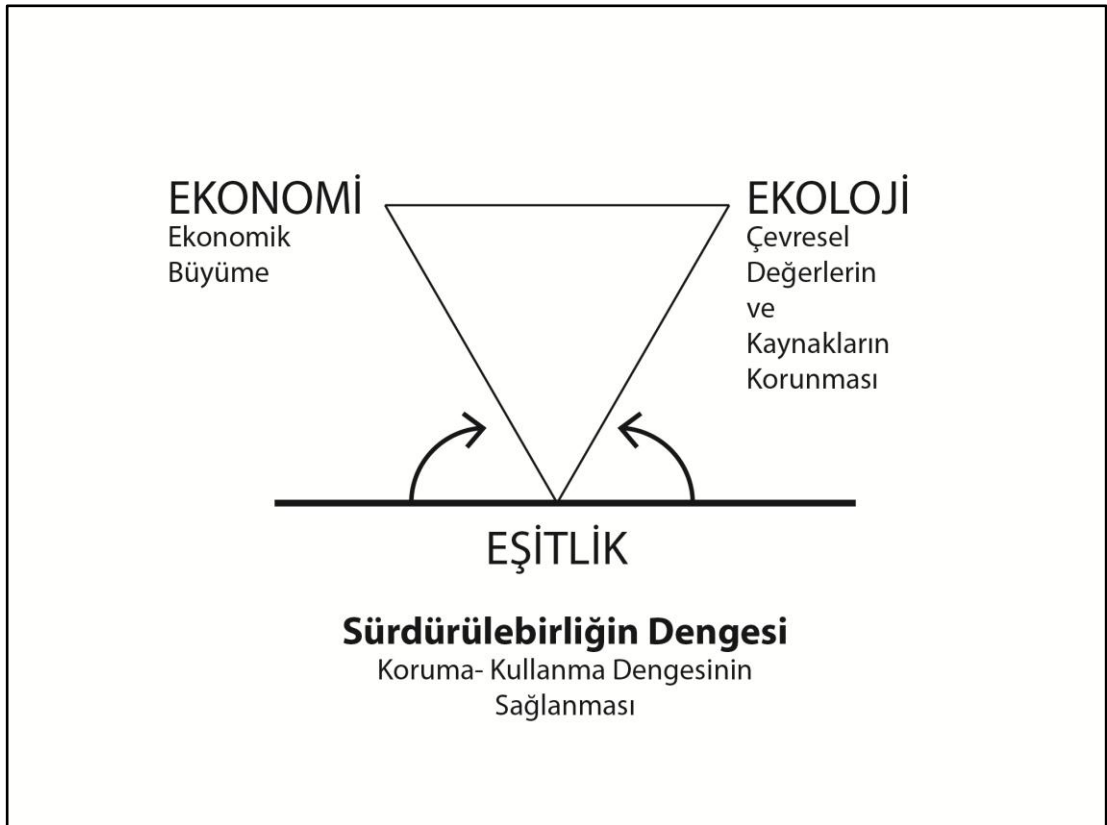 EKONOMİ
Ekonomik
Büyüme
EKOLOJİ
Çevresel
Değerlerin
ve
Kaynakların
Korunması
EŞİTLİK
Sürdürülebirliğin Dengesi
Koruma- Kullanma Dengesinin
Sağlanması